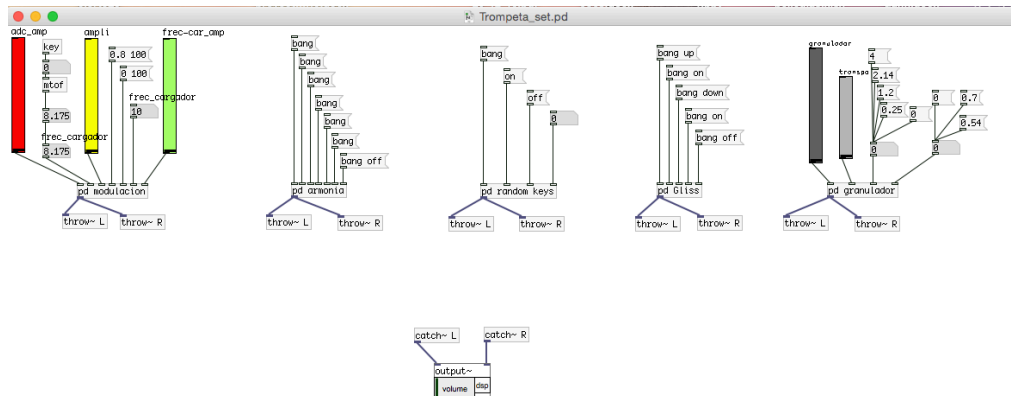 Trompeta_set.pd
adc_amp
key
0
mtof
8.175
frec_cargador
8.175
ampli
0.8 100
0 100
frec_cargador
10
frec-car_amp
pd modulacion
throw~ L
throw~ R
bang
bang
bang
bang
bang
bang
bang off
pd armonia
throw~ L
throw~ R
bang
on
off
0
pd random keys
throw~ L
throw~ R
bang up
bang on
bang down
bang on
bang off
pd Gliss
throw~ L
throw~ R
granulador
transpo
4
2.14
1.2
0.25
0
0
0
0.7
0.54
0
pd granulador
throw~ L
throw~ R
catch~ L
catch~ R
output~
volume
dsp